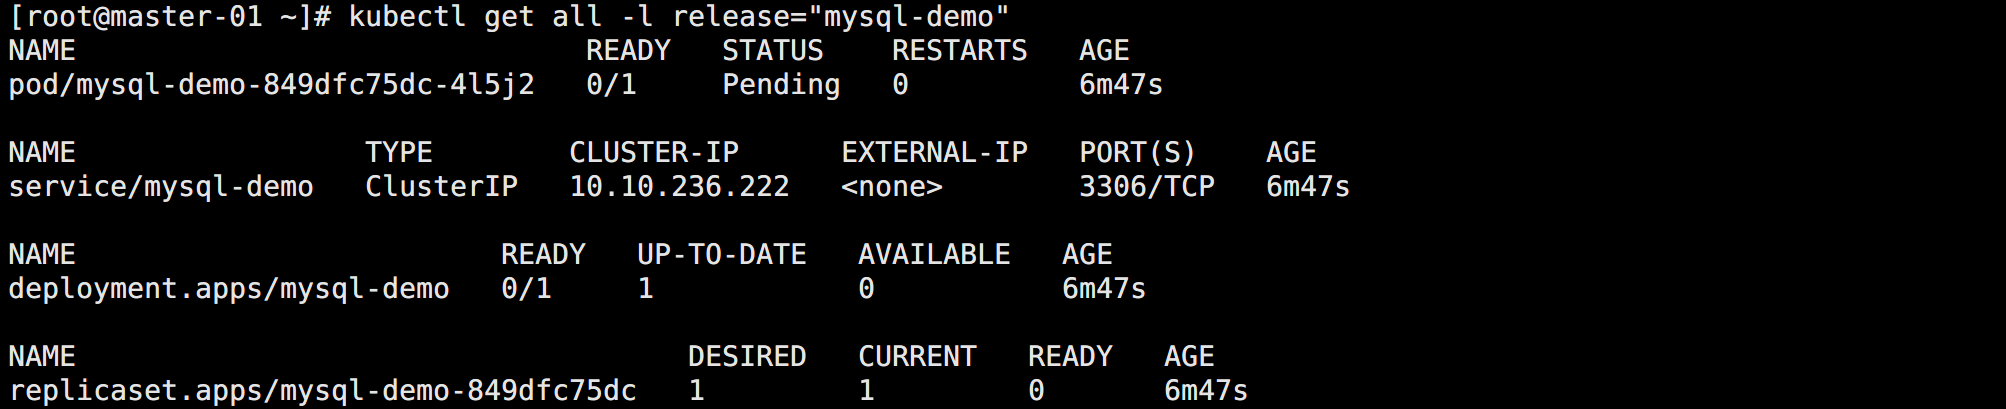 [root@master-01 ~]# kubectl get all -l release="mysql-demo"
NAME                              READY   STATUS    RESTARTS   AGE
pod/mysql-demo-849dfc75dc-4l5j2   0/1     Pending   0          6m47s

NAME                 TYPE        CLUSTER-IP      EXTERNAL-IP   PORT(S)    AGE
service/mysql-demo   ClusterIP   10.10.236.222   <none>        3306/TCP   6m47s

NAME                         READY   UP-TO-DATE   AVAILABLE   AGE
deployment.apps/mysql-demo   0/1     1            0           6m47s

NAME                                    DESIRED   CURRENT   READY   AGE
replicaset.apps/mysql-demo-849dfc75dc   1         1         0       6m47s